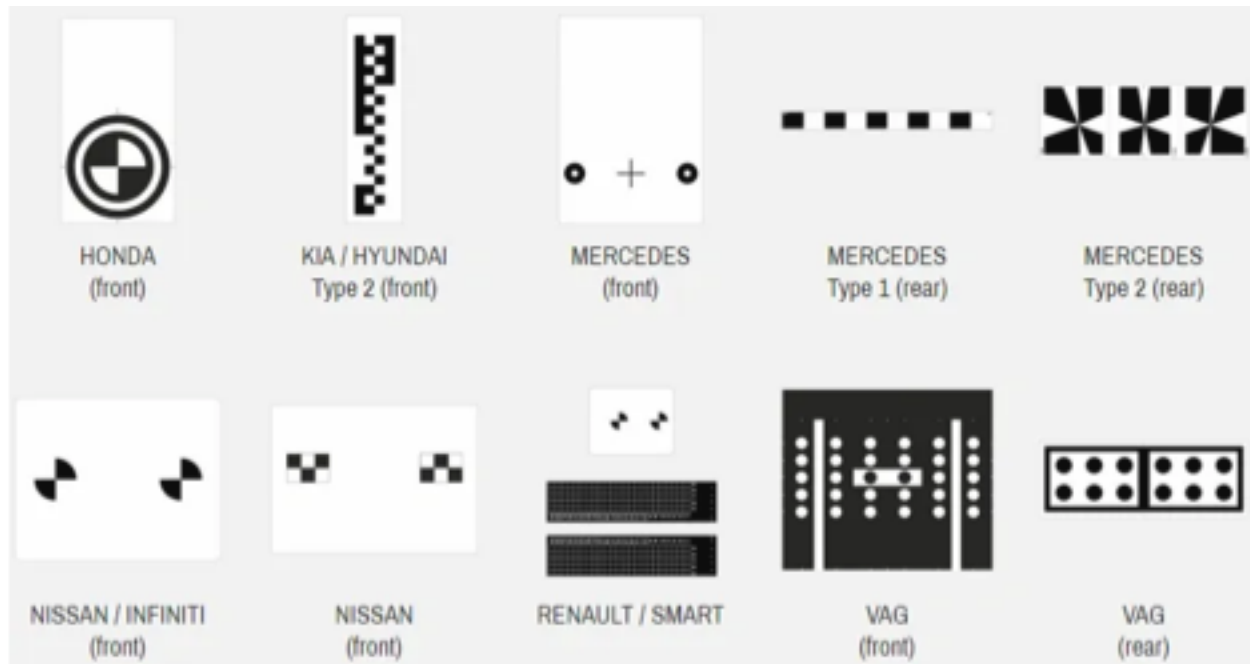 HONDA
(front)
KIA / HYUNDAI
Type 2 (front)
MERCEDES
(front)
MERCEDES
Type 1 (rear)
MERCEDES
Type 2 (rear)
NISSAN / INFINITI
(front)
NISSAN
(front)
RENAULT / SMART
VAG
(front)
VAG
(rear)